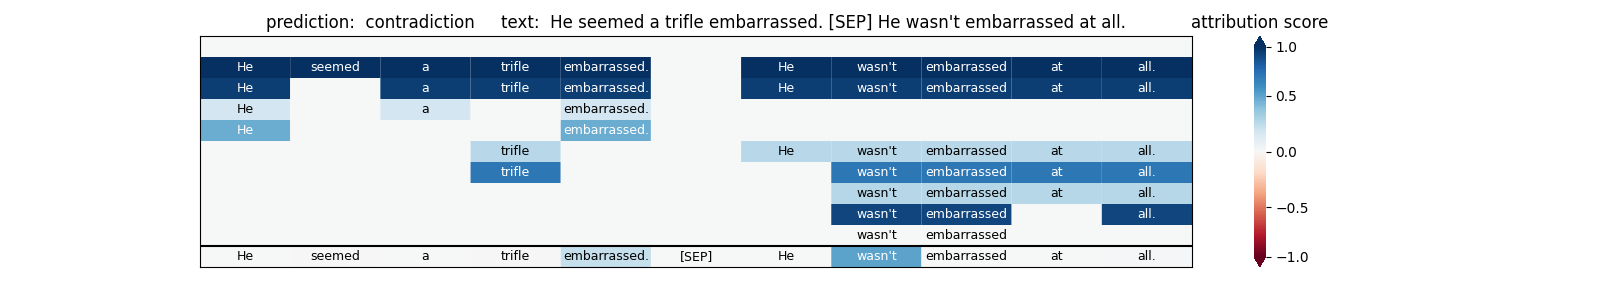 prediction: contradiction text: He seemed a trifle embarrassed. [SEP] He wasn't embarrassed at all. attribution score
He seemed a trifle embarrassed. He wasn't embarrassed at all.
He a trifle embarrassed. He wasn't embarrassed at all.
He a embarrassed.
He embarrassed.
trifle He wasn't embarrassed at all.
trifle wasn't embarrassed at all.
wasn't embarrassed at all.
wasn't embarrassed all.
wasn't embarrassed
He seemed a trifle embarrassed. [SEP] He wasn't embarrassed at all.
1.0
0.5
0.0
−0.5
−1.0